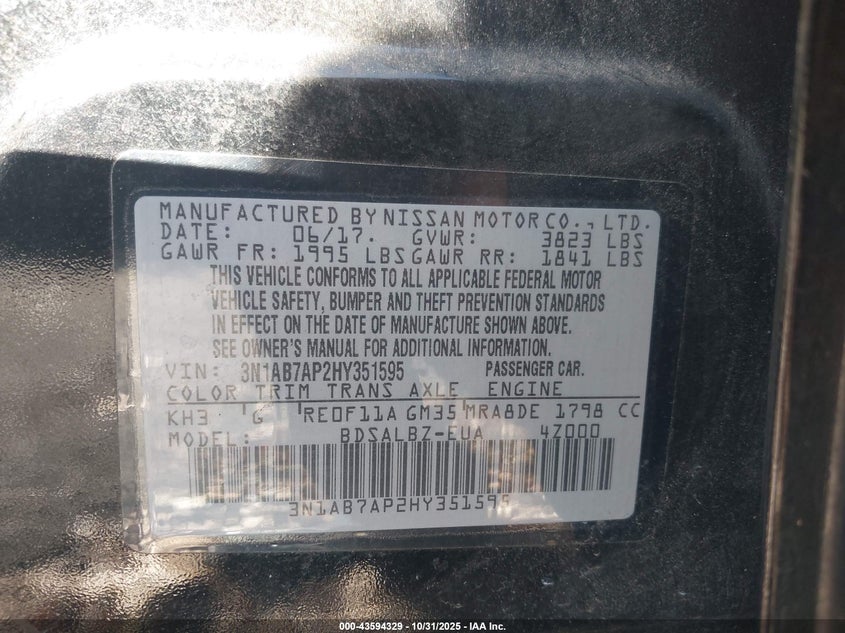 MANUFACTURED BY NISSAN MOTOR CO., LTD.
DATE: 06/17. GVWR: 3823 LBS
GAWR FR: 1995 LBS GAWR RR: 1841 LBS
THIS VEHICLE CONFORMS TO ALL APPLICABLE FEDERAL MOTOR
VEHICLE SAFETY, BUMPER AND THEFT PREVENTION STANDARDS
IN EFFECT ON THE DATE OF MANUFACTURE SHOWN ABOVE.
SEE OWNER'S MANUAL FOR ADDITIONAL INFORMATION.
VIN: 3N1AB7AP2HY351595 PASSENGER CAR.
COLOR TRIM TRANS AXLE ENGINE
KH3 G RE0F11A GM35 MRA8DE 1798 CC
MODEL: BDSALBZ-EUA 4Z000
3N1AB7AP2HY351595
000-43594329 - 10/31/2025 - IAA Inc.